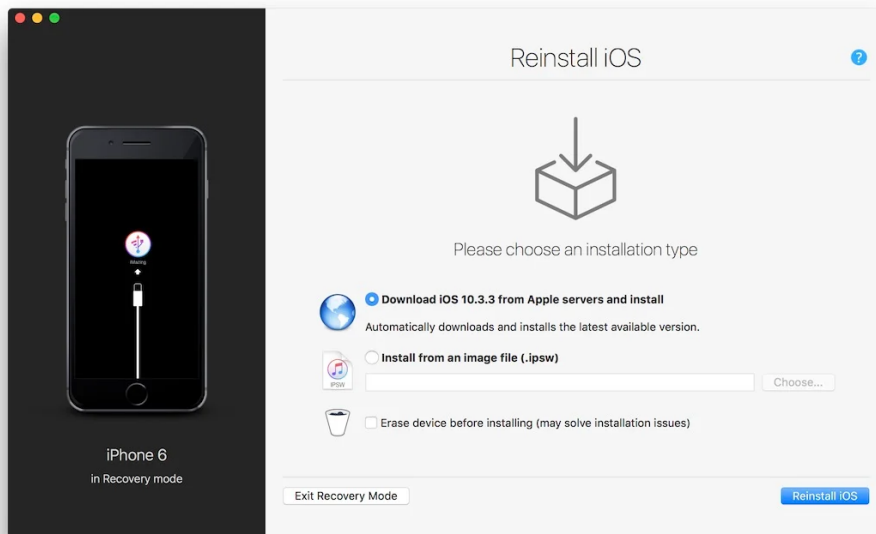 Reinstall iOS
?
iMazing
iPhone 6
in Recovery mode
Please choose an installation type
Download iOS 10.3.3 from Apple servers and install
Automatically downloads and installs the latest available version.
IPSW
Install from an image file (.ipsw)
Choose...
Erase device before installing (may solve installation issues)
Exit Recovery Mode
Reinstall iOS